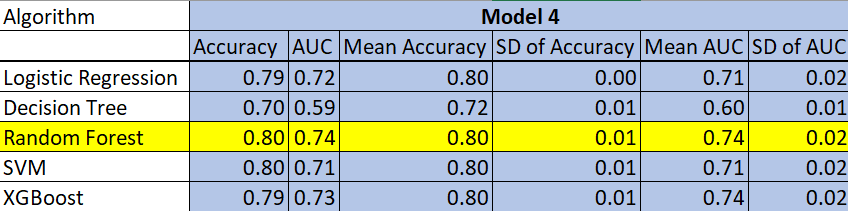 Algorithm Model 4
Accuracy AUC Mean Accuracy SD of Accuracy Mean AUC SD of AUC
Logistic Regression 0.79 0.72 0.80 0.00 0.71 0.02
Decision Tree 0.70 0.59 0.72 0.01 0.60 0.01
Random Forest 0.80 0.74 0.80 0.01 0.74 0.02
SVM 0.80 0.71 0.80 0.01 0.71 0.02
XGBoost 0.79 0.73 0.80 0.01 0.74 0.02